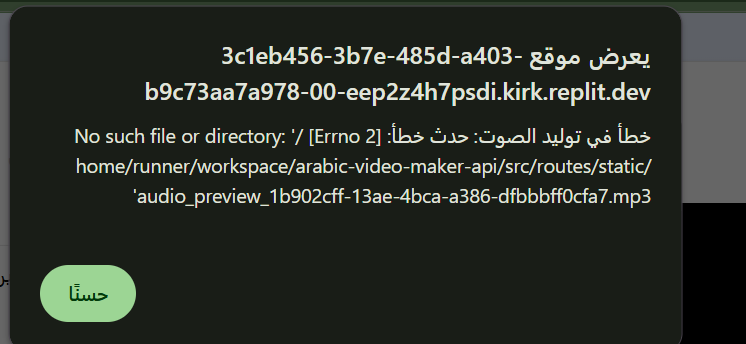 يعرض موقع 3c1eb456-3b7e-485d-a403-
b9c73aa7a978-00-eep2z4h7psdi.kirk.replit.dev
خطأ في توليد الصوت: حدث خطأ: [Errno 2] No such file or directory: '/
home/runner/workspace/arabic-video-maker-api/src/routes/static/
audio_preview_1b902cff-13ae-4bca-a386-dfbbbff0cfa7.mp3'
حسنًا